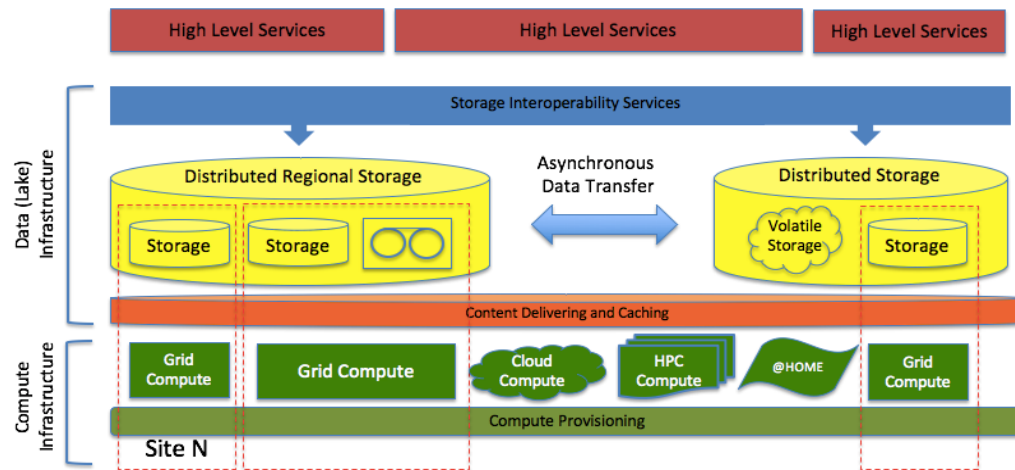 High Level Services
High Level Services
High Level Services
Storage Interoperability Services
Data (Lake)
Infrastructure
Distributed Regional Storage
Asynchronous
Data Transfer
Distributed Storage
Storage
Storage
Volatile
Storage
Storage
Content Delivering and Caching
Compute
Infrastructure
Grid
Compute
Grid Compute
Cloud
Compute
HPC
Compute
@HOME
Grid
Compute
Compute Provisioning
Site N